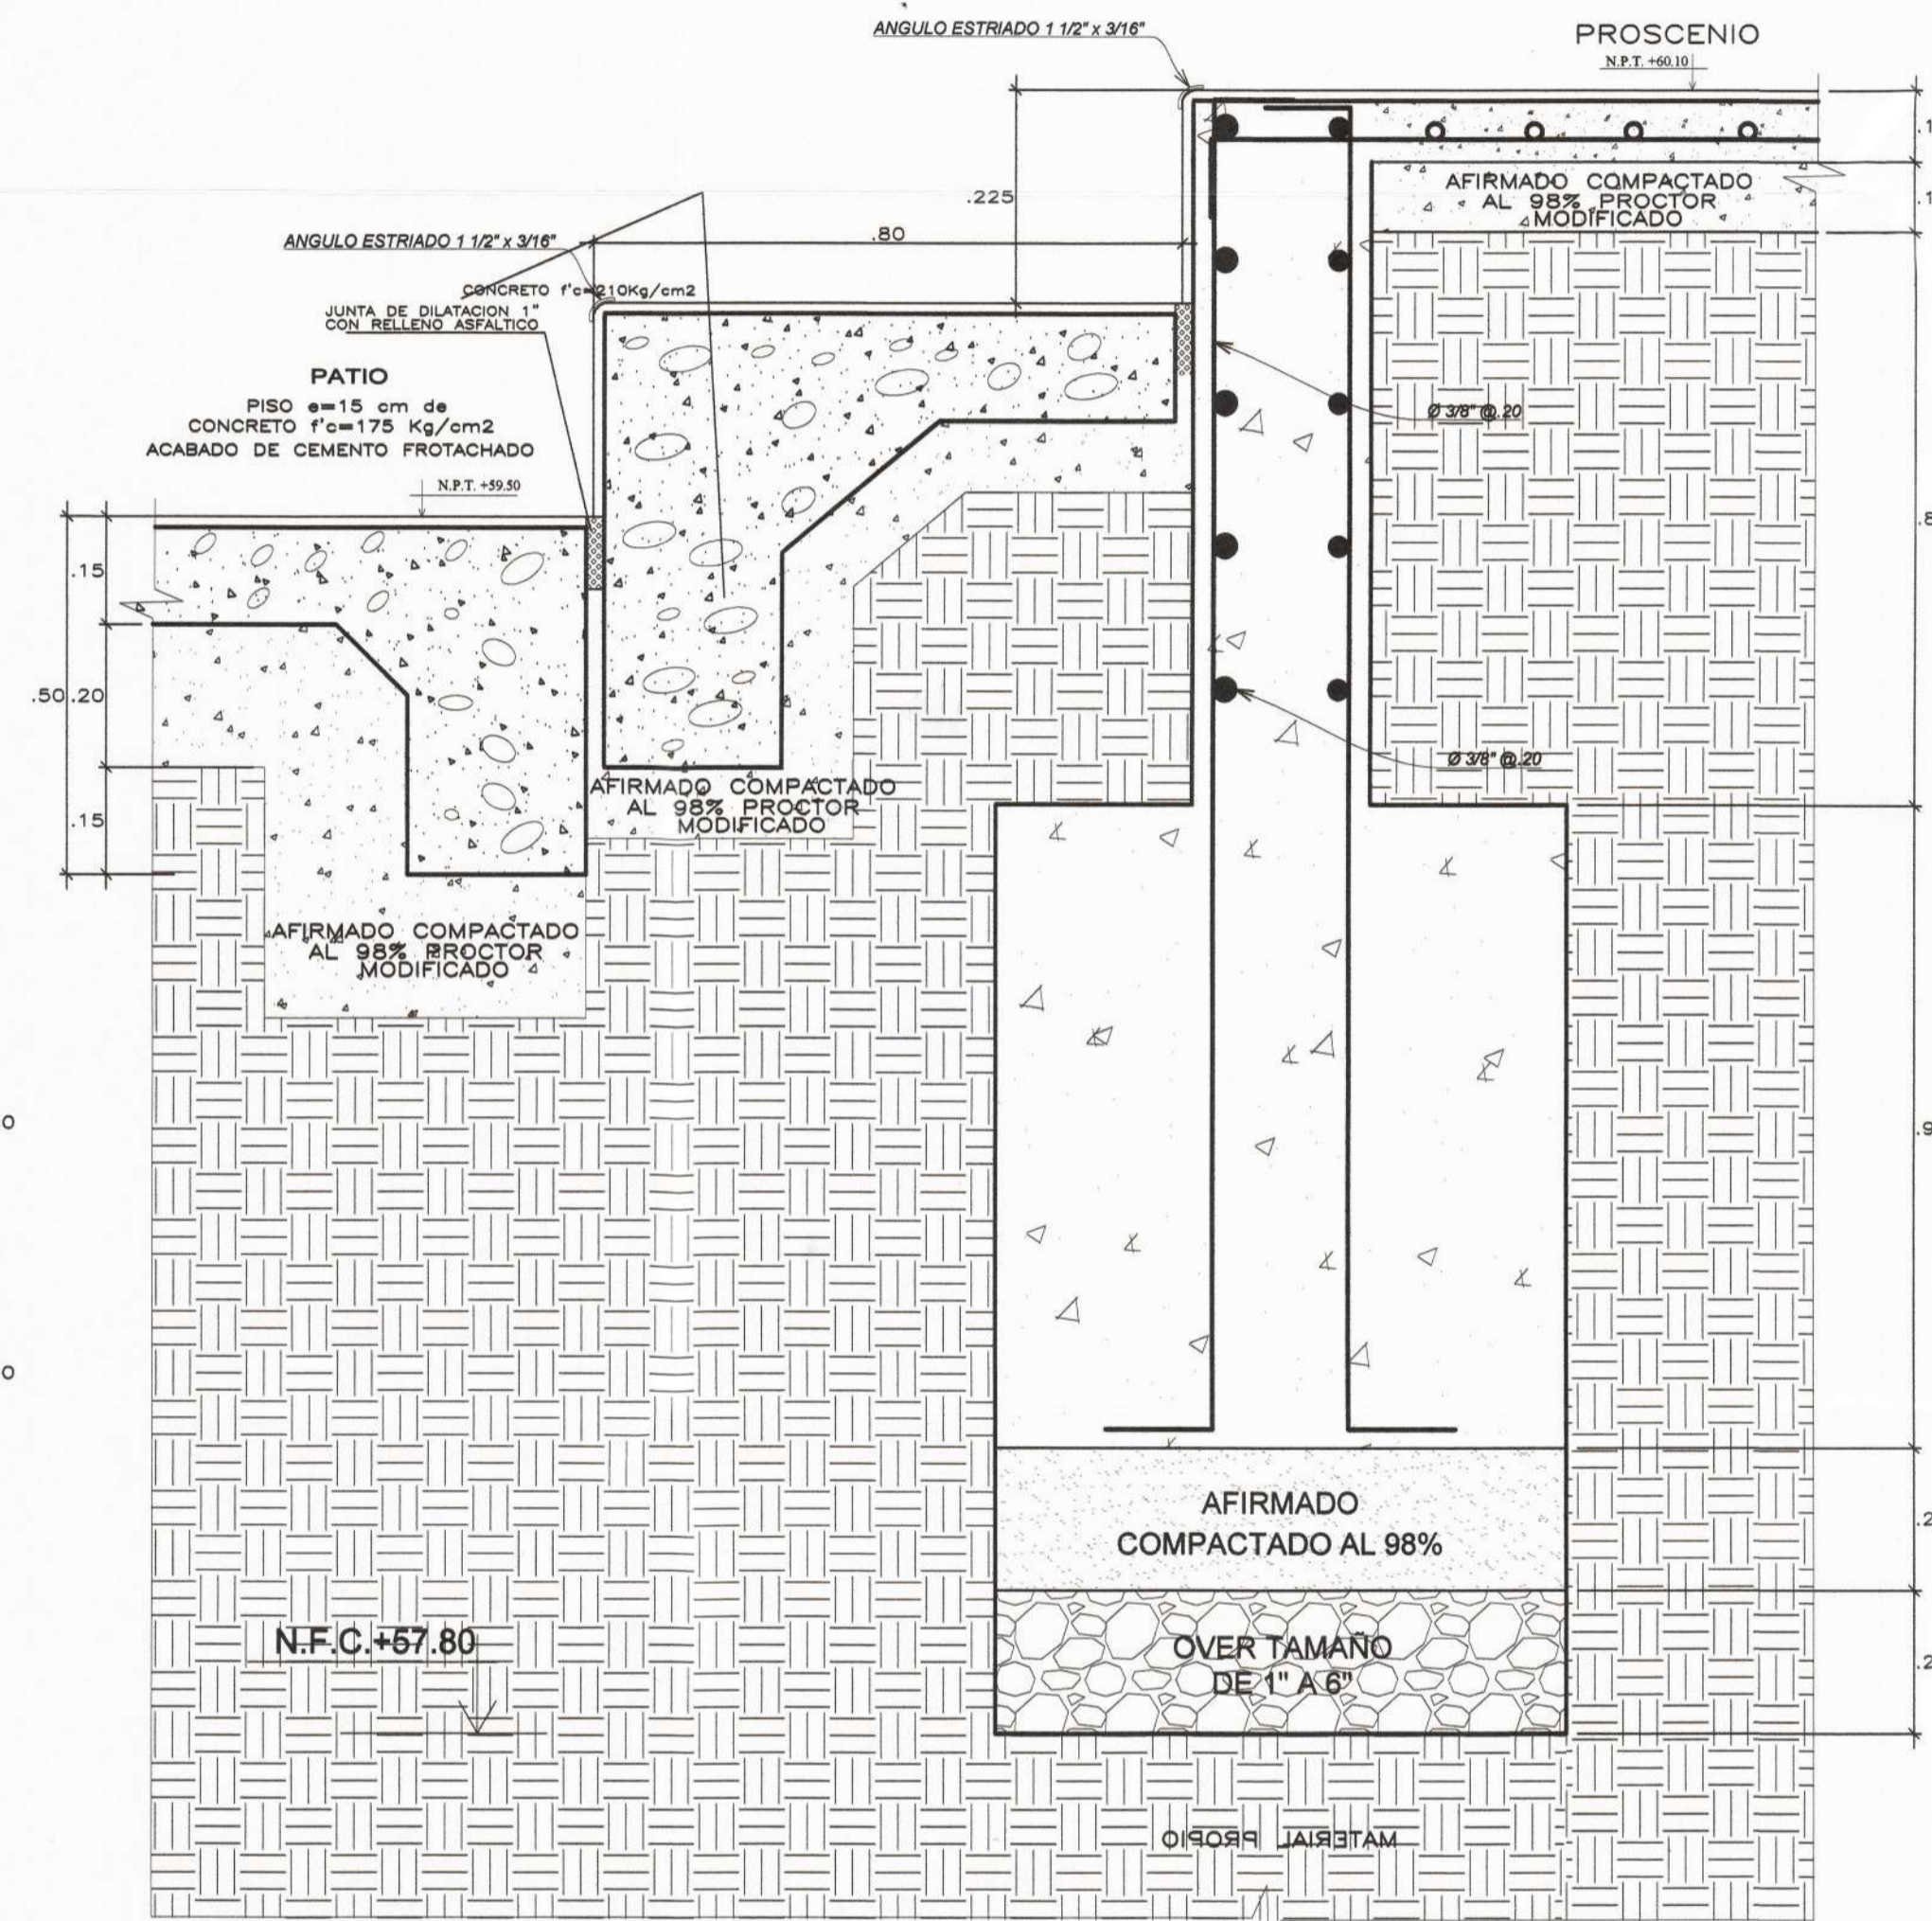 ANGULO ESTRIADO 1 1/2" x 3/16"
PROSCENIO
N.P.T. +60.10
AFIRMADO COMPACTADO
AL 98% PROCTOR
MODIFICADO
.225
.80
ANGULO ESTRIADO 1 1/2" x 3/16"
CONCRETO f'c=210Kg/cm2
JUNTA DE DILATACION 1"
CON RELLENO ASFALTICO
PATIO
PISO e=15 cm de
CONCRETO f'c=175 Kg/cm2
ACABADO DE CEMENTO FROTACHADO
N.P.T. +59.50
Ø 3/8" @.20
.15
.50
.20
.15
Ø 3/8" @.20
AFIRMADO COMPACTADO
AL 98% PROCTOR
MODIFICADO
AFIRMADO COMPACTADO
AL 98% PROCTOR
MODIFICADO
AFIRMADO
COMPACTADO AL 98%
N.F.C.+57.80
OVER TAMAÑO
DE 1" A 6"
MATERIAL PROPIO